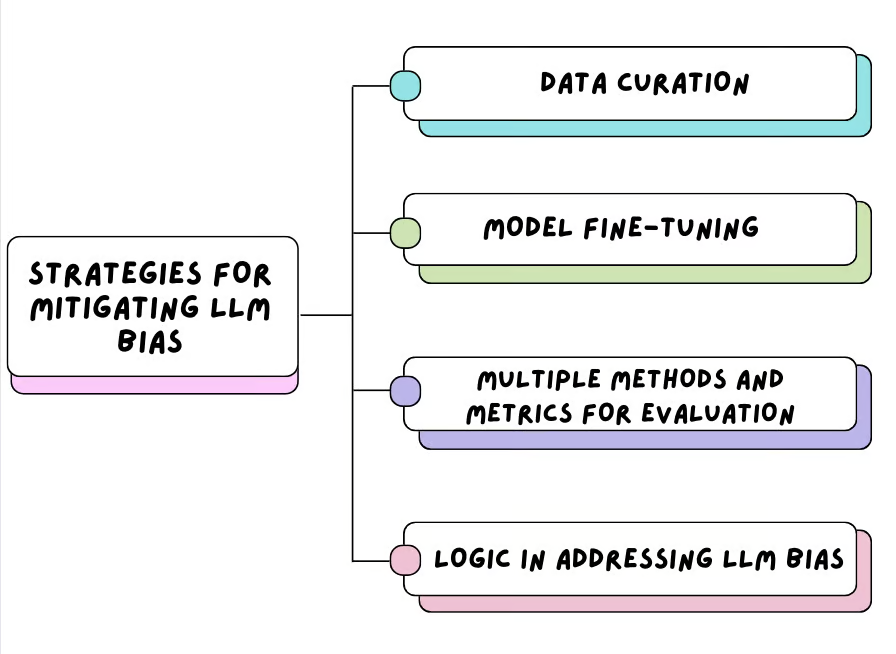 DATA CURATION
MODEL FINE-TUNING
STRATEGIES FOR
MITIGATING LLM
BIAS
MULTIPLE METHODS AND
METRICS FOR EVALUATION
LOGIC IN ADDRESSING LLM BIAS